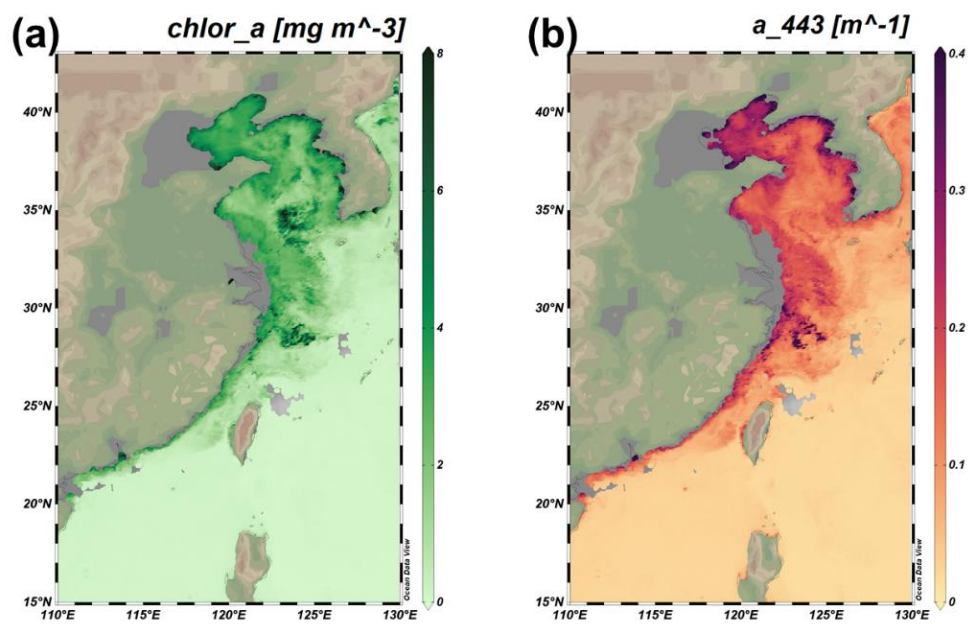 (a)
chlor_a [mg m^-3]
8
6
4
2
0
40°N
35°N
30°N
25°N
20°N
15°N
110°E
115°E
120°E
125°E
130°E
Ocean Data View
(b)
a_443 [m^-1]
0.4
0.3
0.2
0.1
0
40°N
35°N
30°N
25°N
20°N
15°N
110°E
115°E
120°E
125°E
130°E
Ocean Data View